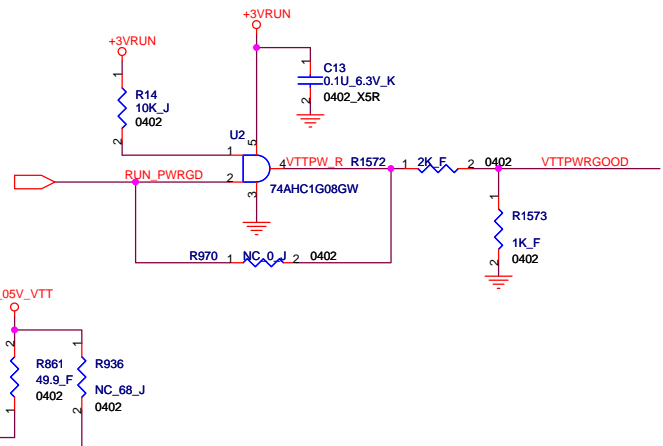 +3VRUN
+3VRUN
1
R14
10K_J
0402
2
1
C13
0.1U_6.3V_K
2
0402_X5R
U2
5
1
RUN_PWRGD
2
4
VTTPW_R
R1572
1
2K_F
2
0402
VTTPWRGOOD
74AHC1G08GW
3
1
R1573
1K_F
2
0402
R970
1
NC_0_J
2
0402
_05V_VTT
2
R861
49.9_F
0402
1
1
R936
NC_68_J
2
0402